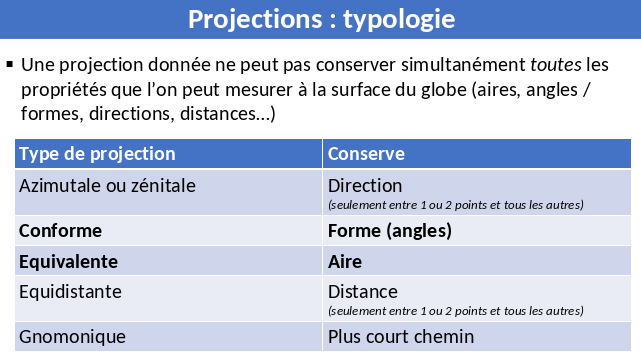 Projections : typologie
▪ Une projection donnée ne peut pas conserver simultanément toutes les
propriétés que l’on peut mesurer à la surface du globe (aires, angles /
formes, directions, distances…)
Type de projection Conserve
Azimutale ou zénitale Direction
(seulement entre 1 ou 2 points et tous les autres)
Conforme Forme (angles)
Equivalente Aire
Equidistante Distance
(seulement entre 1 ou 2 points et tous les autres)
Gnomonique Plus court chemin